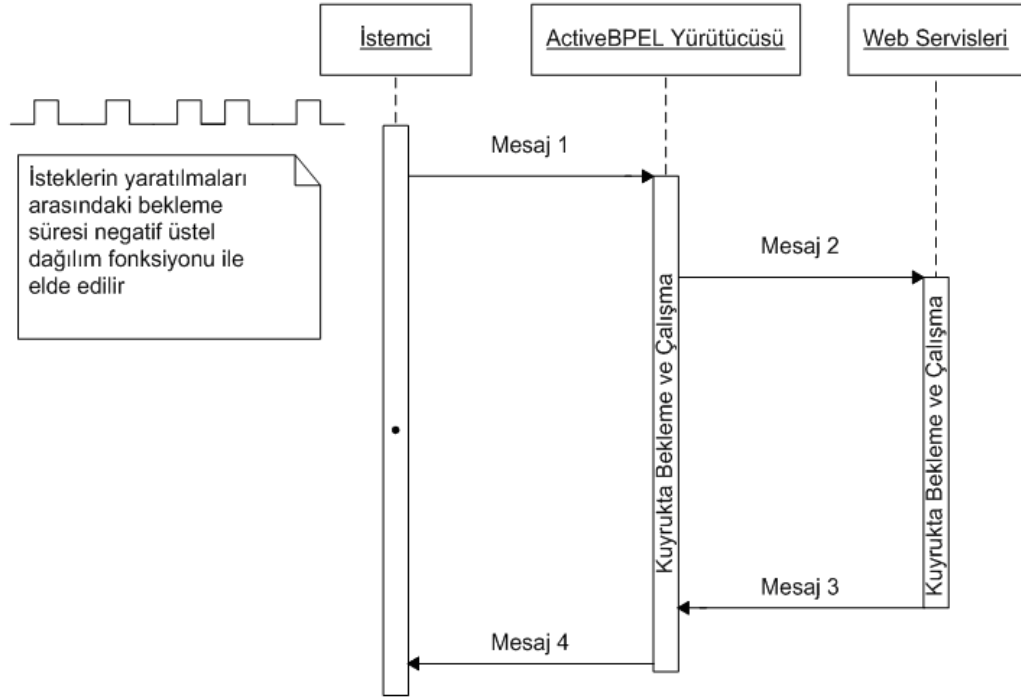 İstemci
ActiveBPEL Yürütücüsü
Web Servisleri
İsteklerin yaratılmaları
arasındaki bekleme
süresi negatif üstel
dağılım fonksiyonu ile
elde edilir
Mesaj 1
Mesaj 2
Kuyrukta Bekleme ve Çalışma
Kuyrukta Bekleme ve Çalışma
Mesaj 3
Mesaj 4